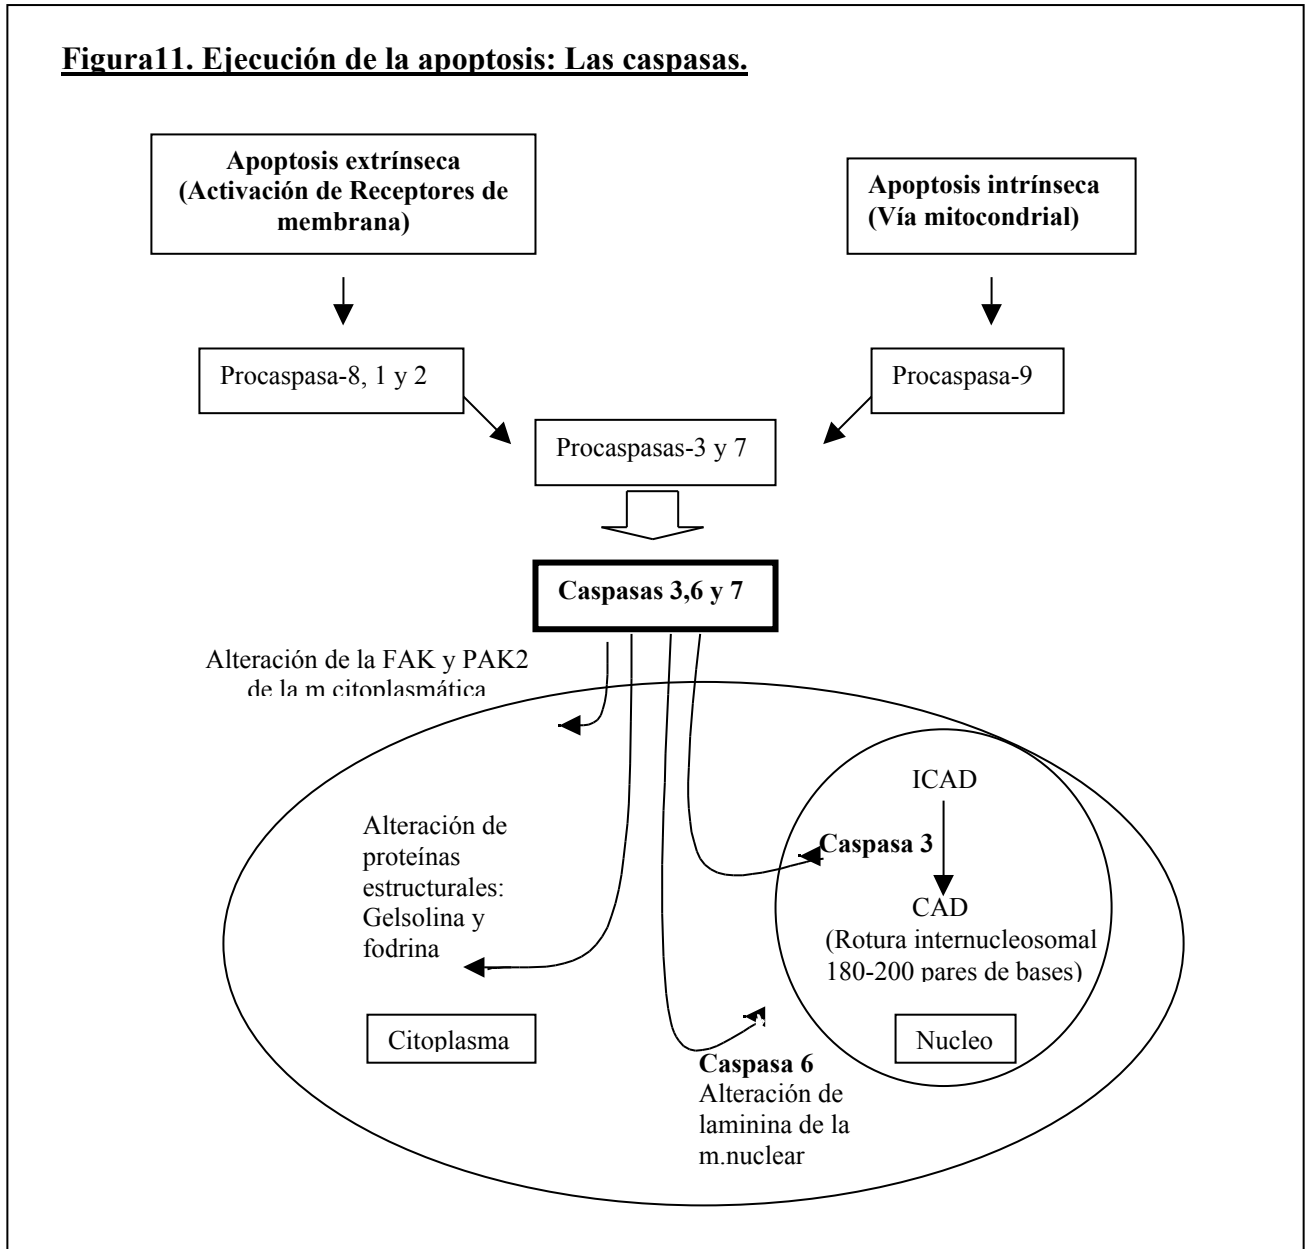 Figura11. Ejecución de la apoptosis: Las caspasas.
Apoptosis extrínseca
(Activación de Receptores de
membrana)
Apoptosis intrínseca
(Vía mitocondrial)
Procaspasa-8, 1 y 2
Procaspasa-9
Procaspasas-3 y 7
Caspasas 3,6 y 7
Alteración de la FAK y PAK2
de la m citoplasmática
ICAD
Alteración de
proteínas
estructurales:
Gelsolina y
fodrina
Caspasa 3
CAD
(Rotura internucleosomal
180-200 pares de bases)
Citoplasma
Nucleo
Caspasa 6
Alteración de
laminina de la
m.nuclear